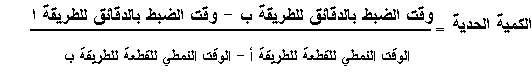 وقت الضبط بالدقائق للطريقة ب - وقت الضبط بالدقائق للطريقة ا
الكمية الحدية =
الوقت النمطي للقطعة للطريقة أ - الوقت النمطي للقطعة للطريقة ب